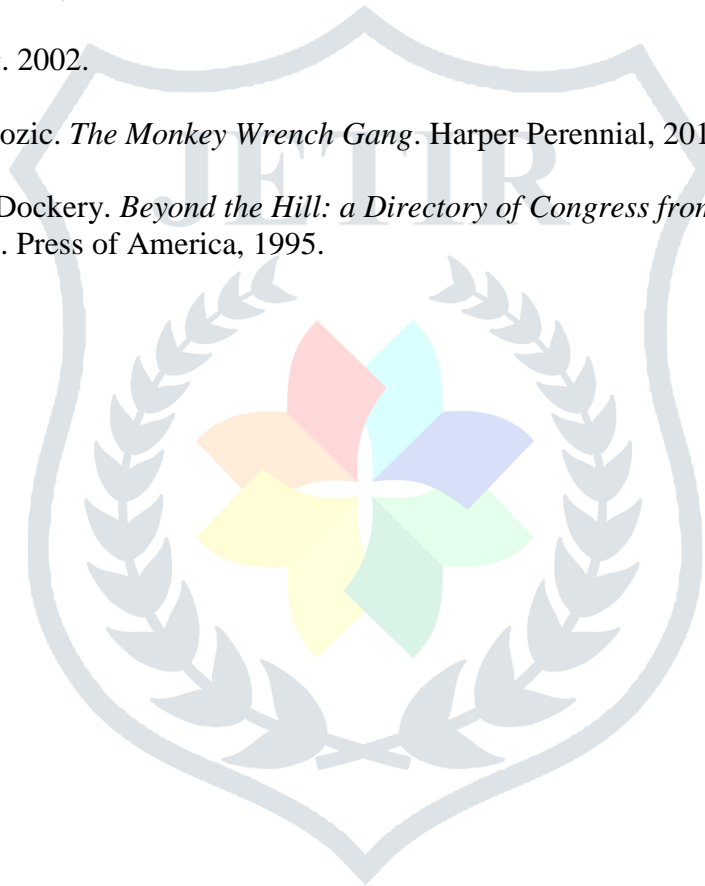 . 2002.
ozic. The Monkey Wrench Gang. Harper Perennial, 201
Dockery. Beyond the Hill: a Directory of Congress from
. Press of America, 1995.
JETIR